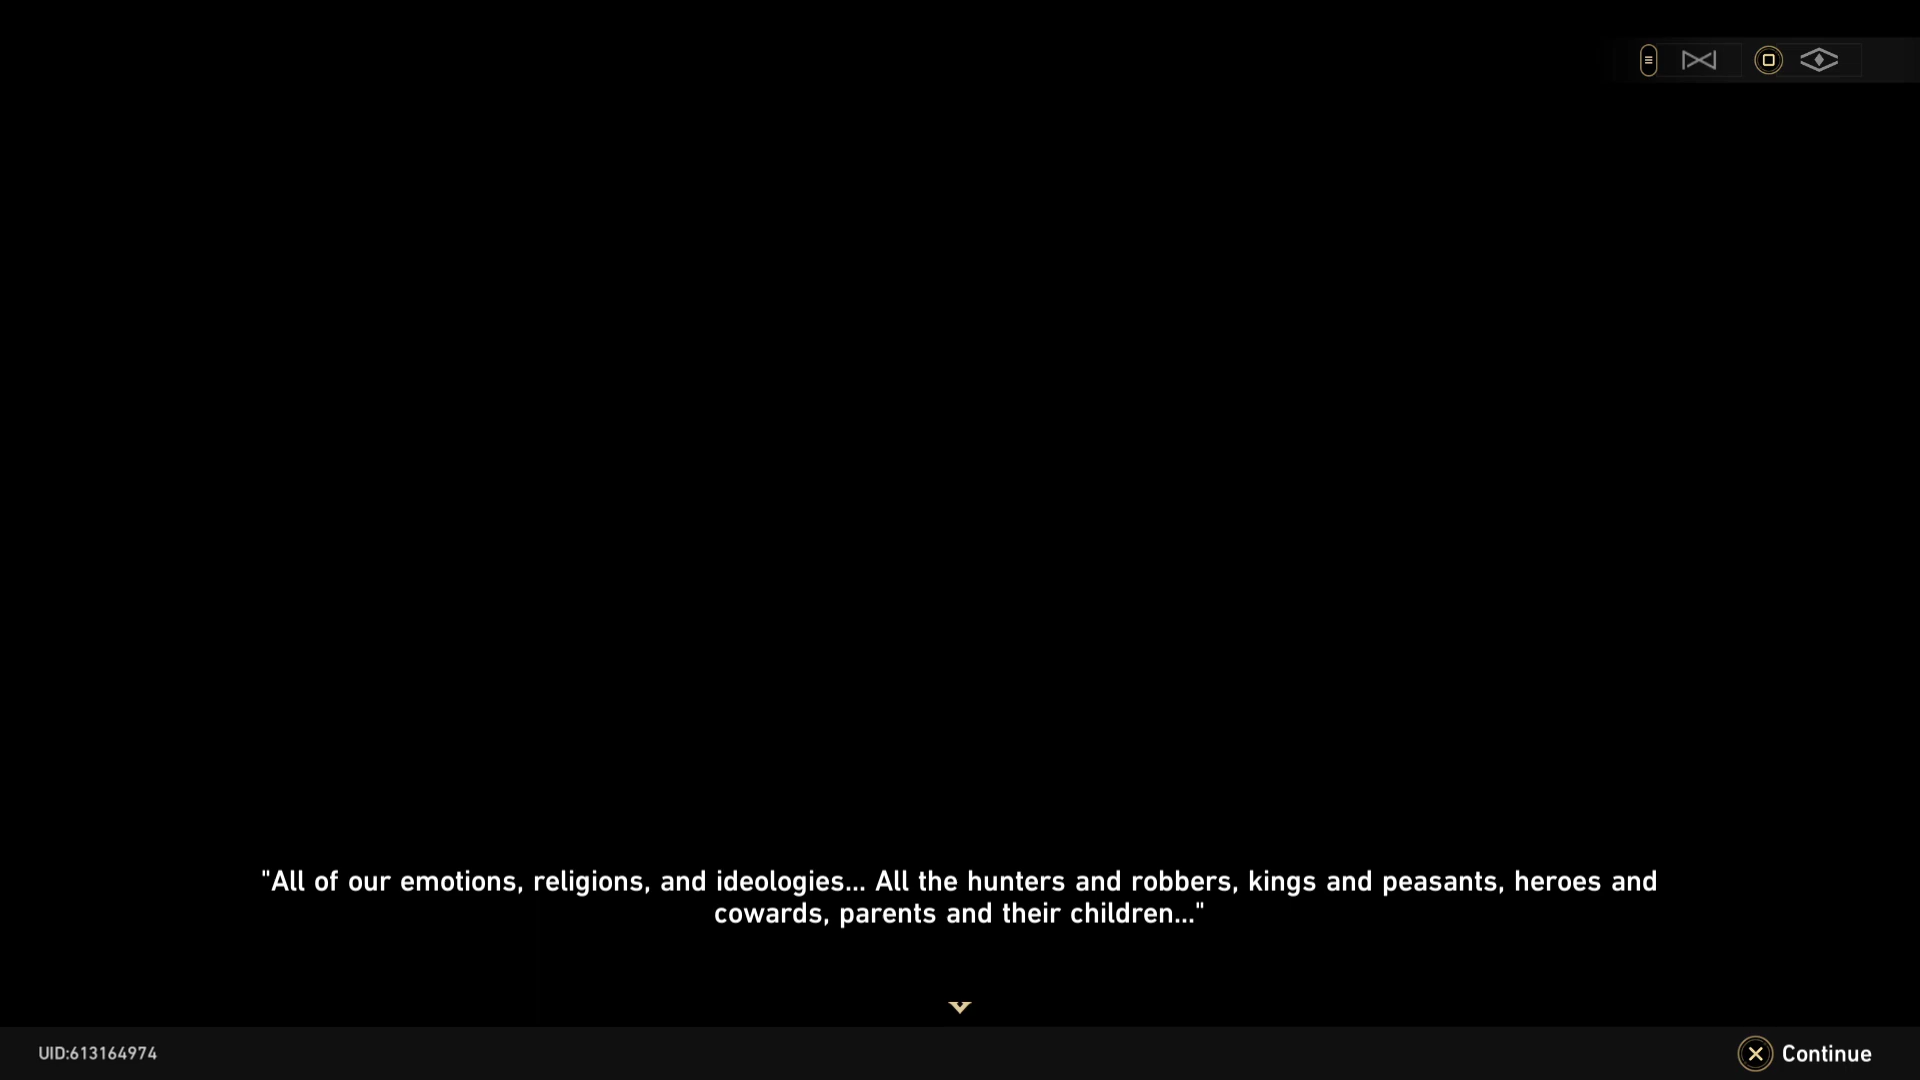 "All of our emotions, religions, and ideologies... All the hunters and robbers, kings and peasants, heroes and
cowards, parents and their children..."
UID:613164974
Continue